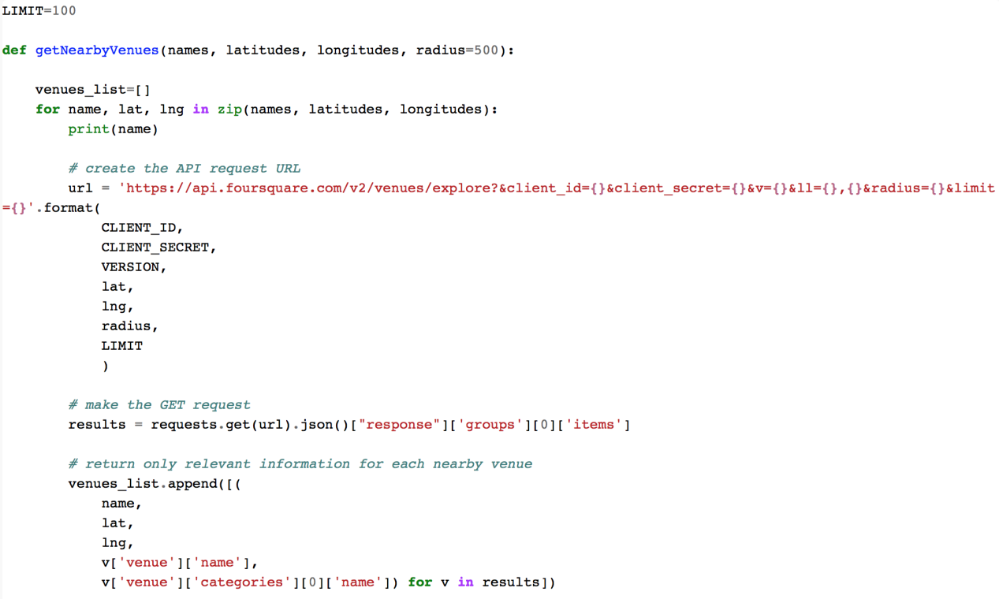 LIMIT=100
def getNearbyVenues(names, latitudes, longitudes, radius=500):
    venues_list=[]
    for name, lat, lng in zip(names, latitudes, longitudes):
        print(name)
        # create the API request URL
        url = 'https://api.foursquare.com/v2/venues/explore?&client_id={}&client_secret={}&v={}&ll={},{}&radius={}&limit
={}'.format(
            CLIENT_ID,
            CLIENT_SECRET,
            VERSION,
            lat,
            lng,
            radius,
            LIMIT
            )
        # make the GET request
        results = requests.get(url).json()["response"]['groups'][0]['items']
        # return only relevant information for each nearby venue
        venues_list.append([(
            name,
            lat,
            lng,
            v['venue']['name'],
            v['venue']['categories'][0]['name']) for v in results])